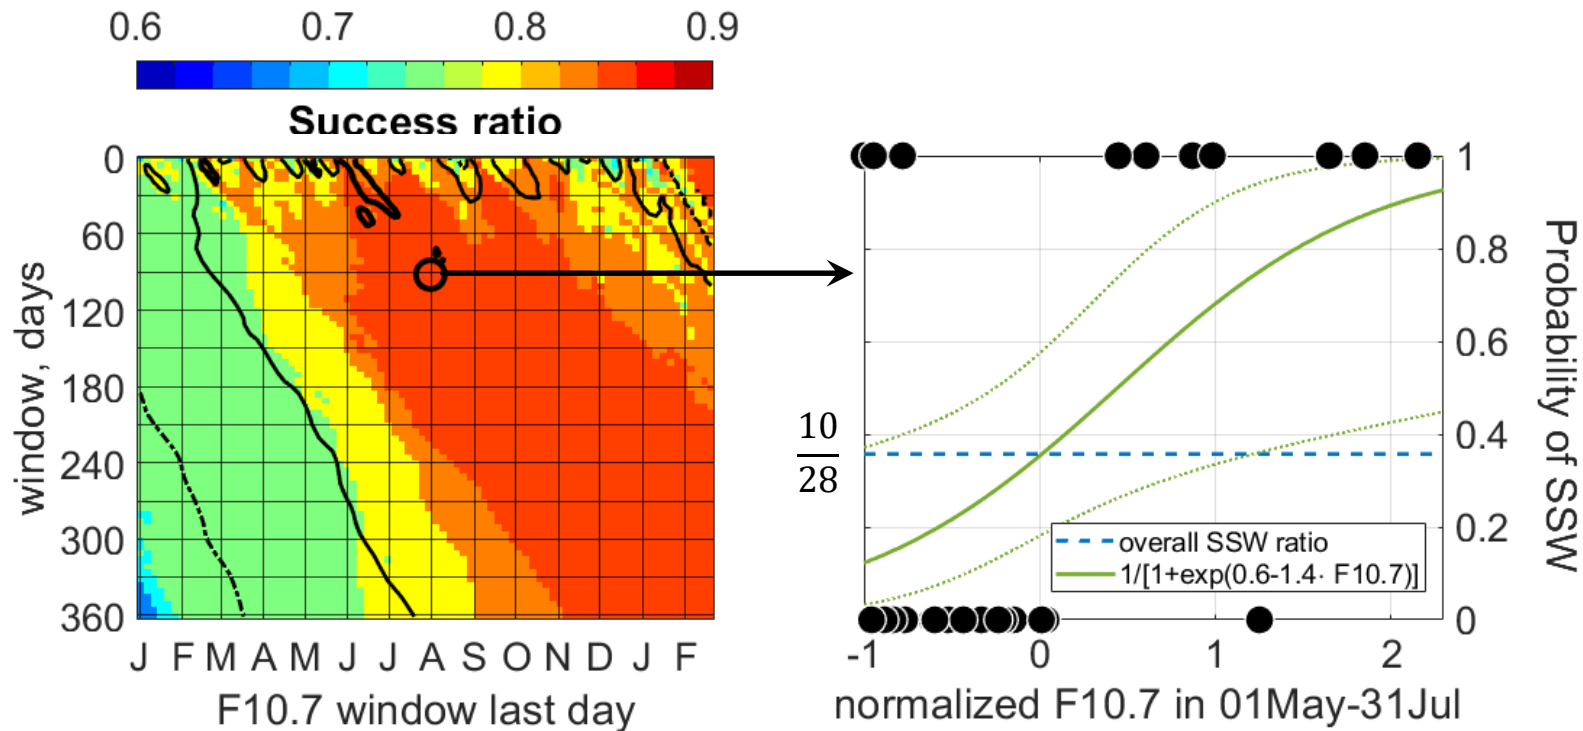 0.6 0.7 0.8 0.9
Success ratio
0
60
120
180
240
300
360
window, days
J F M A M J J A S O N D J F
F10.7 window last day
10
28
1
0.8
0.6
0.4
0.2
0
Probability of SSW
overall SSW ratio
1/[1+exp(0.6-1.4· F10.7)]
-1 0 1 2
normalized F10.7 in 01May-31Jul